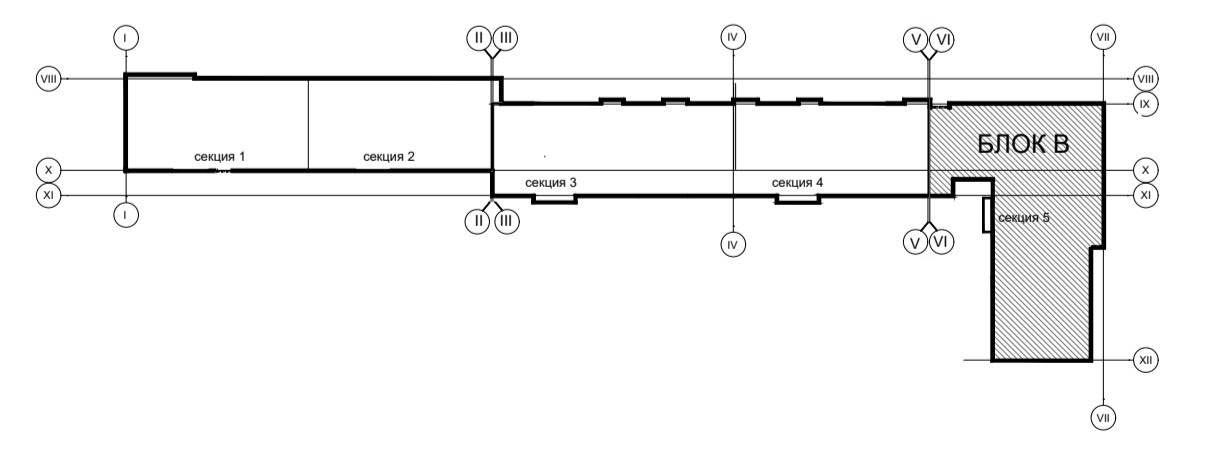 I
II III
IV
V VI
VII
VIII
VIII
IX
БЛОК В
секция 1
секция 2
X
X
секция 3
секция 4
XI
XI
I
II III
секция 5
IV
V VI
XII
VII